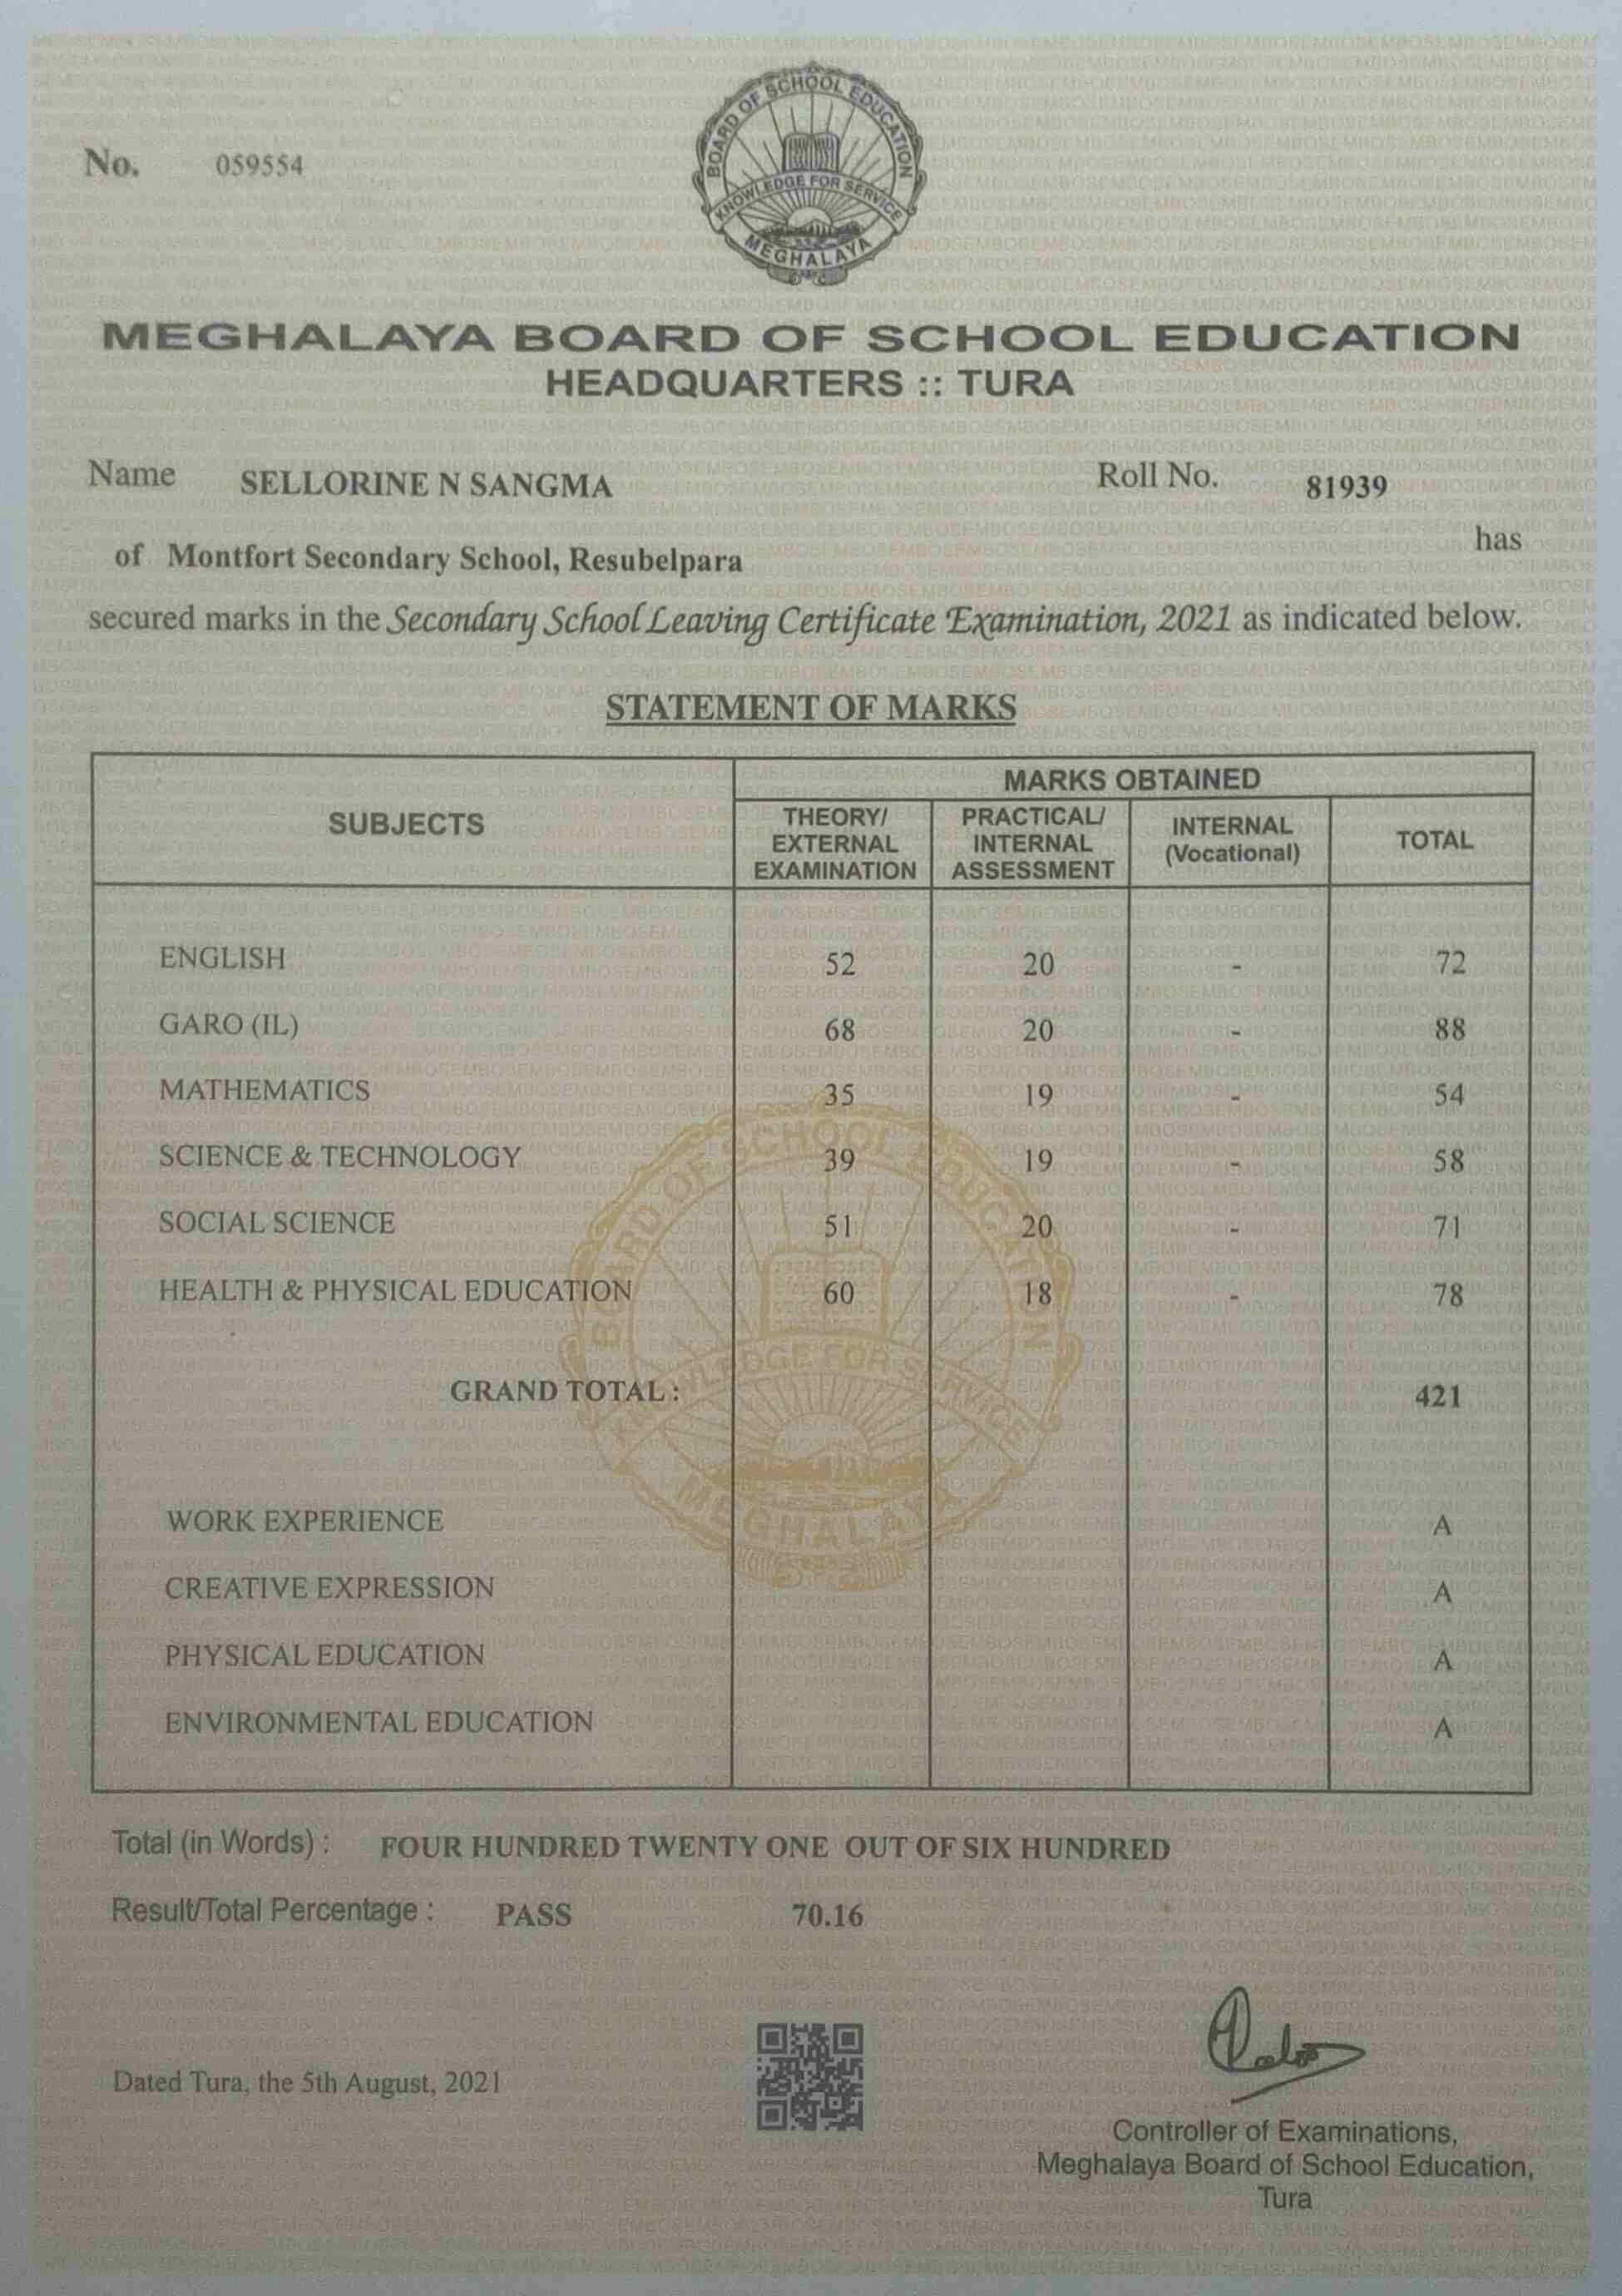 BOARD OF SCHOOL EDUCATION
KNOWLEDGE FOR SERVICE
MEGHALAYA
No. 059554
MEGHALAYA BOARD OF SCHOOL EDUCATION
HEADQUARTERS :: TURA
Name SELLORINE N SANGMA Roll No. 81939
of Montfort Secondary School, Resubelpara has
secured marks in the Secondary School Leaving Certificate Examination, 2021 as indicated below.
STATEMENT OF MARKS
SUBJECTS
MARKS OBTAINED
THEORY/ EXTERNAL EXAMINATION
PRACTICAL/ INTERNAL ASSESSMENT
INTERNAL (Vocational)
TOTAL
ENGLISH 52 20 - 72
GARO (IL) 68 20 - 88
MATHEMATICS 35 19 - 54
SCIENCE & TECHNOLOGY 39 19 - 58
SOCIAL SCIENCE 51 20 - 71
HEALTH & PHYSICAL EDUCATION 60 18 - 78
GRAND TOTAL : 421
WORK EXPERIENCE A
CREATIVE EXPRESSION A
PHYSICAL EDUCATION A
ENVIRONMENTAL EDUCATION A
Total (in Words) : FOUR HUNDRED TWENTY ONE OUT OF SIX HUNDRED
Result/Total Percentage : PASS 70.16
Dated Tura, the 5th August, 2021
Controller of Examinations,
Meghalaya Board of School Education,
Tura